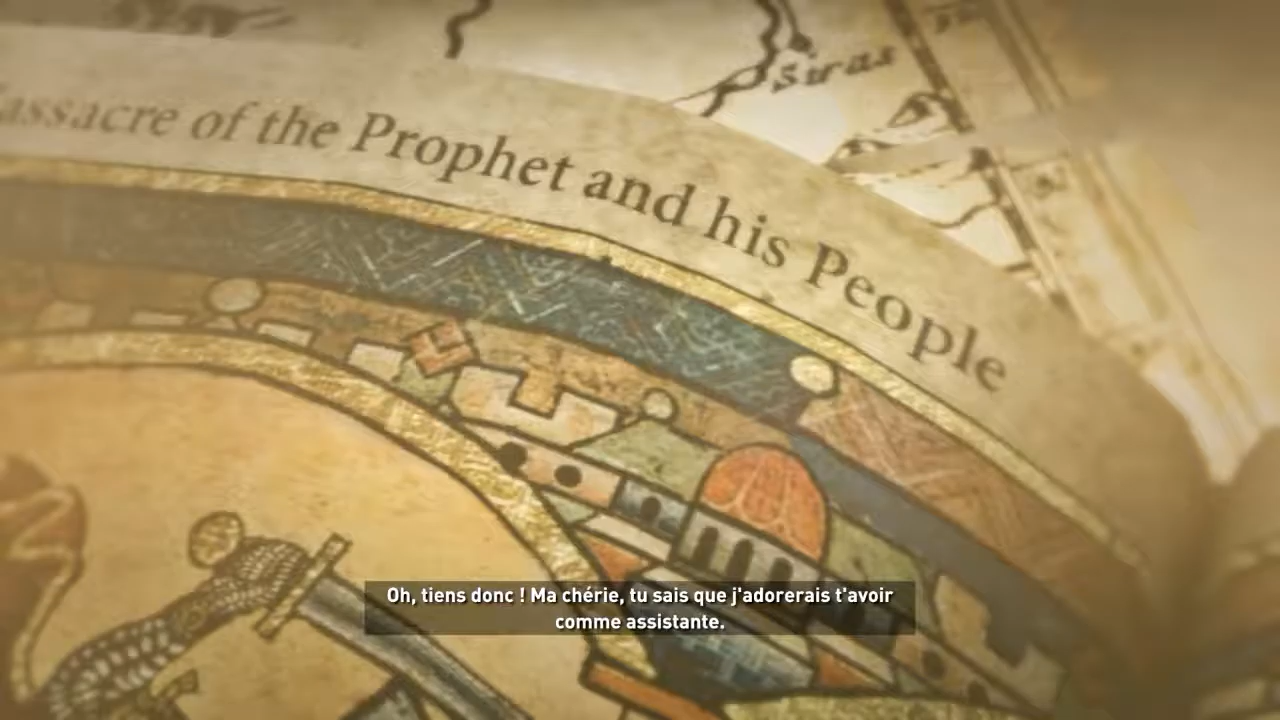 Siras
assacre of the Prophet and his People
Oh, tiens donc ! Ma chérie, tu sais que j'adorerais t'avoir
comme assistante.